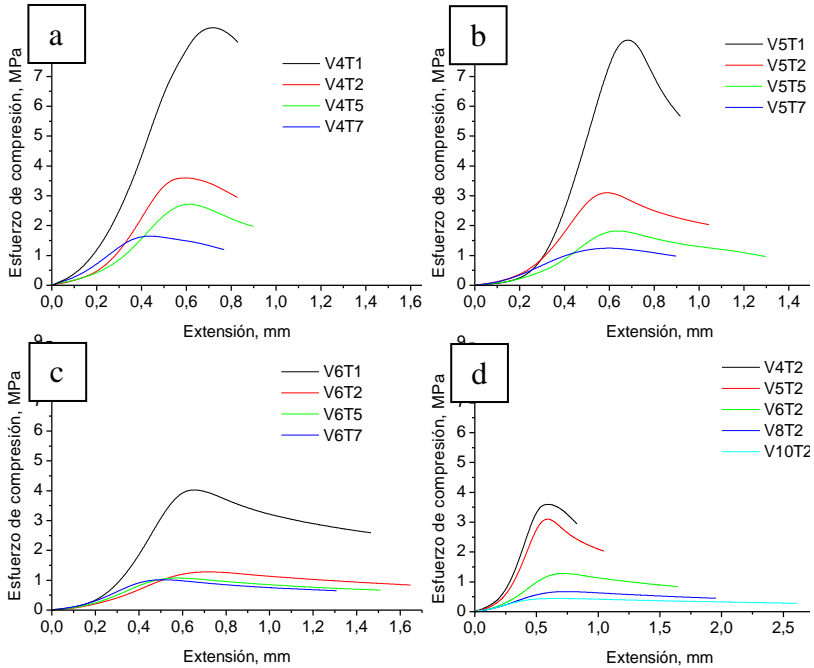 a
Esfuerzo de compresión, MPa
7
6
5
4
3
2
1
0
0,0 0,2 0,4 0,6 0,8 1,0 1,2 1,4 1,6
Extensión, mm
V4T1
V4T2
V4T5
V4T7
b
Esfuerzo de compresión, MPa
7
6
5
4
3
2
1
0
0,0 0,2 0,4 0,6 0,8 1,0 1,2 1,4
Extensión, mm
V5T1
V5T2
V5T5
V5T7
c
Esfuerzo de compresión, MPa
6
5
4
3
2
1
0
0,0 0,2 0,4 0,6 0,8 1,0 1,2 1,4 1,6
Extensión, mm
V6T1
V6T2
V6T5
V6T7
d
Esfuerzo de compresión, MPa
6
5
4
3
2
1
0
0,0 0,5 1,0 1,5 2,0 2,5
Extensión, mm
V4T2
V5T2
V6T2
V8T2
V10T2